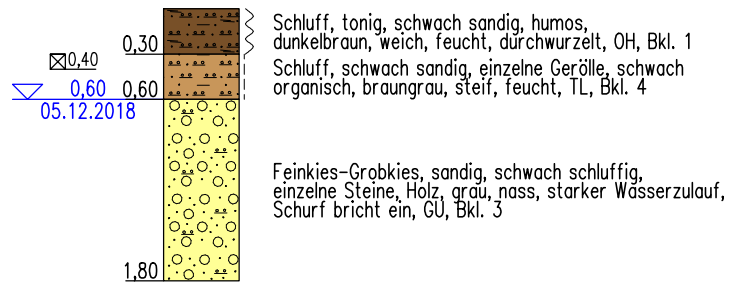 Schluff, tonig, schwach sandig, humos,
0,30 dunkelbraun, weich, feucht, durchwurzelt, OH, Bkl. 1
0,40 Schluff, schwach sandig, einzelne Gerölle, schwach
0,60 0,60 organisch, braungrau, steif, feucht, TL, Bkl. 4
05.12.2018
Feinkies-Grobkies, sandig, schwach schluffig,
einzelne Steine, Holz, grau, nass, starker Wasserzulauf,
Schurf bricht ein, GU, Bkl. 3
1,80